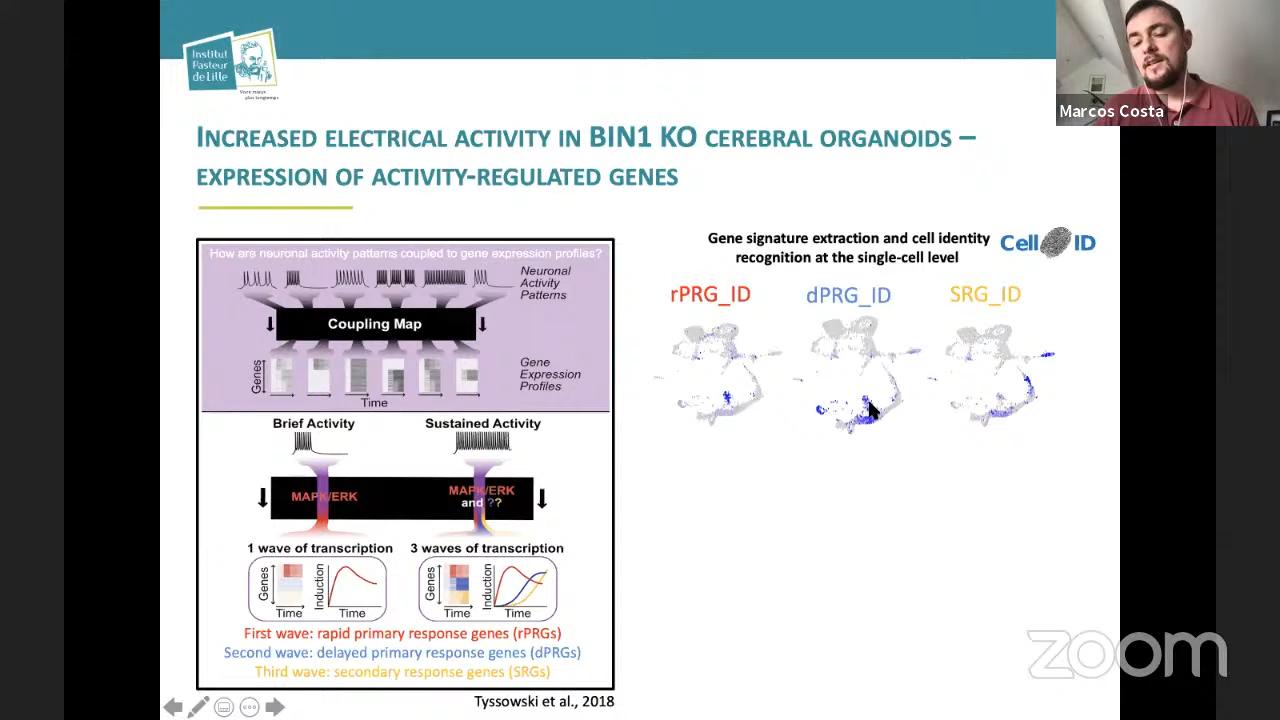 Institut
Pasteur
de Lille
Vivre mieux
plus longtemps
Marcos Costa
INCREASED ELECTRICAL ACTIVITY IN BIN1 KO CEREBRAL ORGANOIDS –
EXPRESSION OF ACTIVITY-REGULATED GENES
How are neuronal activity patterns coupled to gene expression profiles?
Neuronal
Activity
Patterns
Coupling Map
Genes
Gene
Expression
Profiles
Time
Brief Activity
Sustained Activity
MAPK/ERK
MAPK/ERK
and ??
1 wave of transcription
3 waves of transcription
Genes
Time
Induction
Time
Genes
Time
Induction
Time
First wave: rapid primary response genes (rPRGs)
Second wave: delayed primary response genes (dPRGs)
Third wave: secondary response genes (SRGs)
Tyssowski et al., 2018
Gene signature extraction and cell identity
recognition at the single-cell level
Cell ID
rPRG_ID
dPRG_ID
SRG_ID
zoom